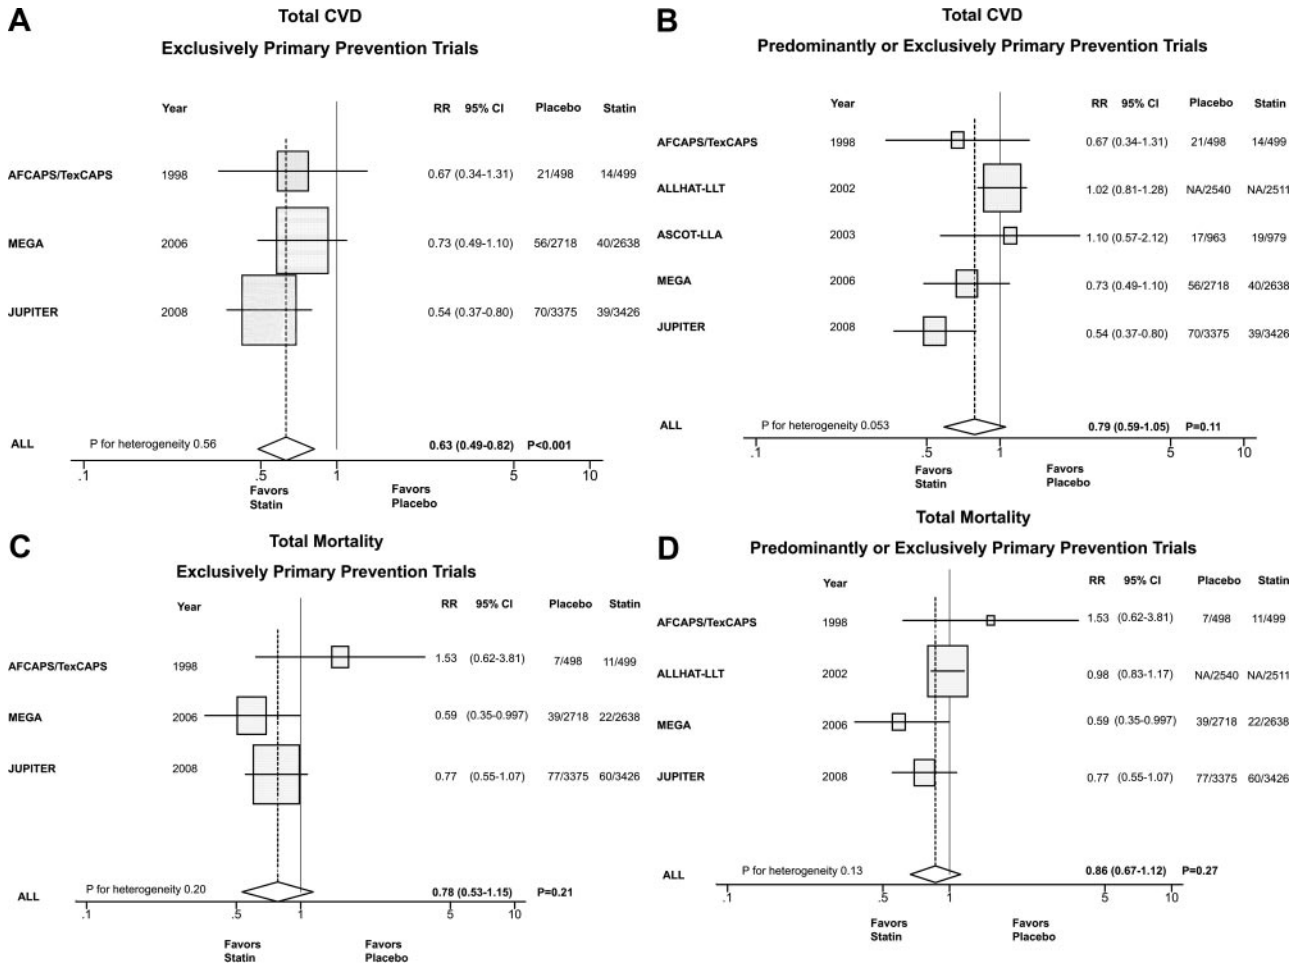 A
Total CVD
Exclusively Primary Prevention Trials
Year RR 95% CI Placebo Statin
AFCAPS/TexCAPS 1998 0.67 (0.34-1.31) 21/498 14/499
MEGA 2006 0.73 (0.49-1.10) 56/2718 40/2638
JUPITER 2008 0.54 (0.37-0.80) 70/3375 39/3426
ALL P for heterogeneity 0.56 0.63 (0.49-0.82) P<0.001
.1 .5 1 5 10
Favors Statin Favors Placebo
B
Total CVD
Predominantly or Exclusively Primary Prevention Trials
Year RR 95% CI Placebo Statin
AFCAPS/TexCAPS 1998 0.67 (0.34-1.31) 21/498 14/499
ALLHAT-LLT 2002 1.02 (0.81-1.28) NA/2540 NA/2511
ASCOT-LLA 2003 1.10 (0.57-2.12) 17/963 19/979
MEGA 2006 0.73 (0.49-1.10) 56/2718 40/2638
JUPITER 2008 0.54 (0.37-0.80) 70/3375 39/3426
ALL P for heterogeneity 0.053 0.79 (0.59-1.05) P=0.11
.1 .5 1 5 10
Favors Statin Favors Placebo
C
Total Mortality
Exclusively Primary Prevention Trials
Year RR 95% CI Placebo Statin
AFCAPS/TexCAPS 1998 1.53 (0.62-3.81) 7/498 11/499
MEGA 2006 0.59 (0.35-0.997) 39/2718 22/2638
JUPITER 2008 0.77 (0.55-1.07) 77/3375 60/3426
ALL P for heterogeneity 0.20 0.78 (0.53-1.15) P=0.21
.1 .5 1 5 10
Favors Statin Favors Placebo
D
Total Mortality
Predominantly or Exclusively Primary Prevention Trials
Year RR 95% CI Placebo Statin
AFCAPS/TexCAPS 1998 1.53 (0.62-3.81) 7/498 11/499
ALLHAT-LLT 2002 0.98 (0.83-1.17) NA/2540 NA/2511
MEGA 2006 0.59 (0.35-0.997) 39/2718 22/2638
JUPITER 2008 0.77 (0.55-1.07) 77/3375 60/3426
ALL P for heterogeneity 0.13 0.86 (0.67-1.12) P=0.27
.1 .5 1 5 10
Favors Statin Favors Placebo